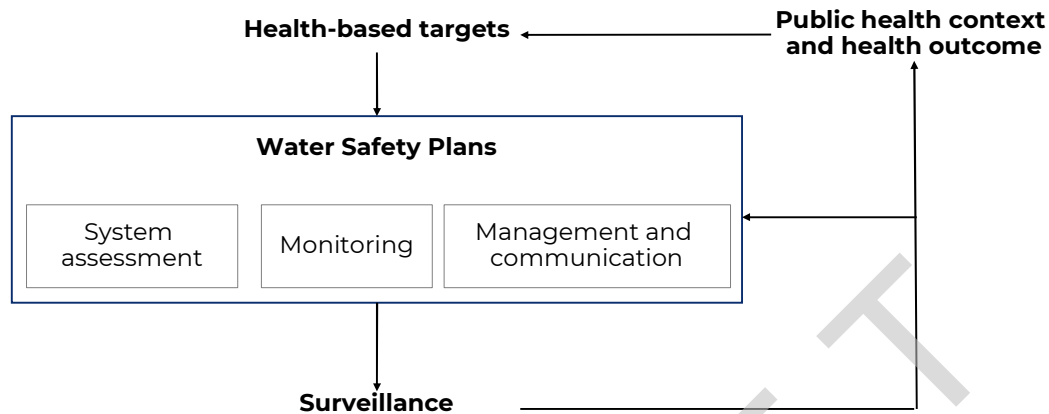 Health-based targets
Public health context
and health outcome
Water Safety Plans
System
assessment
Monitoring
Management and
communication
Surveillance